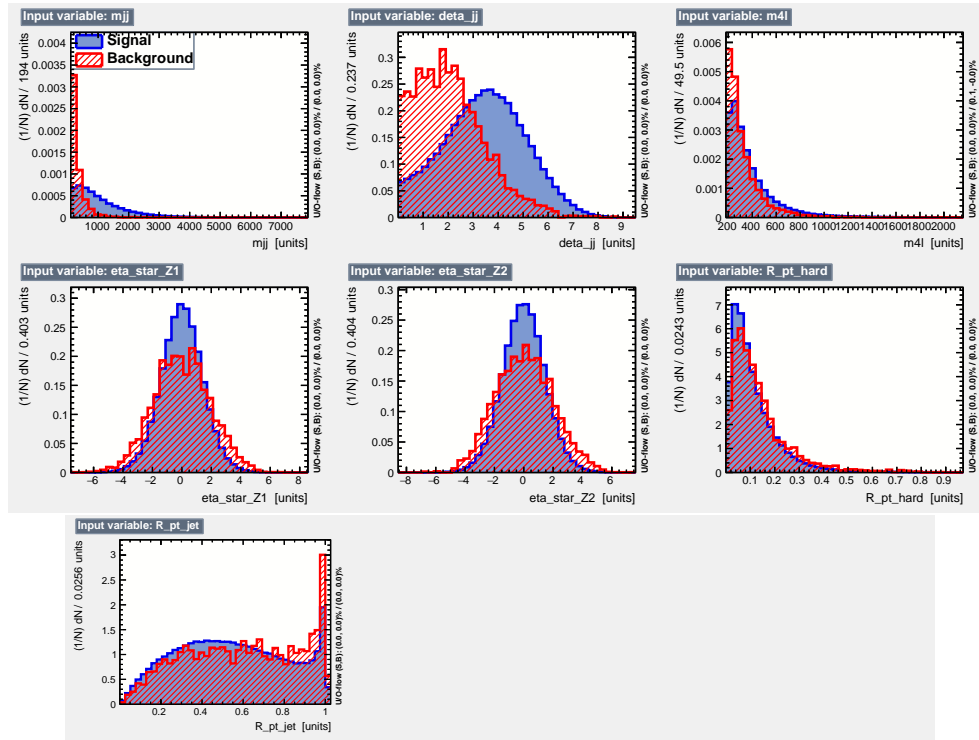 Input variable: mjj
Input variable: deta_jj
Input variable: m4l
(1/N) dN / 194 units
0.004
0.0035
0.003
0.0025
0.002
0.0015
0.001
0.0005
0
Signal
Background
1000 2000 3000 4000 5000 6000 7000
mjj [units]
U/O-flow (S,B): (0.0, 0.0)% / (0.0, 0.0)%
(1/N) dN / 0.237 units
0.35
0.3
0.25
0.2
0.15
0.1
0.05
0
1 2 3 4 5 6 7 8 9
deta_jj [units]
U/O-flow (S,B): (0.0, 0.0)% / (0.0, 0.0)%
(1/N) dN / 49.5 units
0.006
0.005
0.004
0.003
0.002
0.001
0
200 400 600 800 1000 1200 1400 1600 1800 2000
m4l [units]
U/O-flow (S,B): (0.0, 0.0)% / (0.1, -0.0)%
Input variable: eta_star_Z1
Input variable: eta_star_Z2
Input variable: R_pt_hard
(1/N) dN / 0.403 units
0.3
0.25
0.2
0.15
0.1
0.05
0
−6 −4 −2 0 2 4 6 8
eta_star_Z1 [units]
U/O-flow (S,B): (0.0, 0.0)% / (0.0, 0.0)%
(1/N) dN / 0.404 units
0.3
0.25
0.2
0.15
0.1
0.05
0
−8 −6 −4 −2 0 2 4 6
eta_star_Z2 [units]
U/O-flow (S,B): (0.0, 0.0)% / (0.0, 0.0)%
(1/N) dN / 0.0243 units
7
6
5
4
3
2
1
0
0.1 0.2 0.3 0.4 0.5 0.6 0.7 0.8 0.9
R_pt_hard [units]
U/O-flow (S,B): (0.0, 0.0)% / (0.0, 0.0)%
Input variable: R_pt_jet
(1/N) dN / 0.0256 units
3
2.5
2
1.5
1
0.5
0
0.2 0.4 0.6 0.8 1
R_pt_jet [units]
U/O-flow (S,B): (0.0, 0.0)% / (0.0, 0.0)%